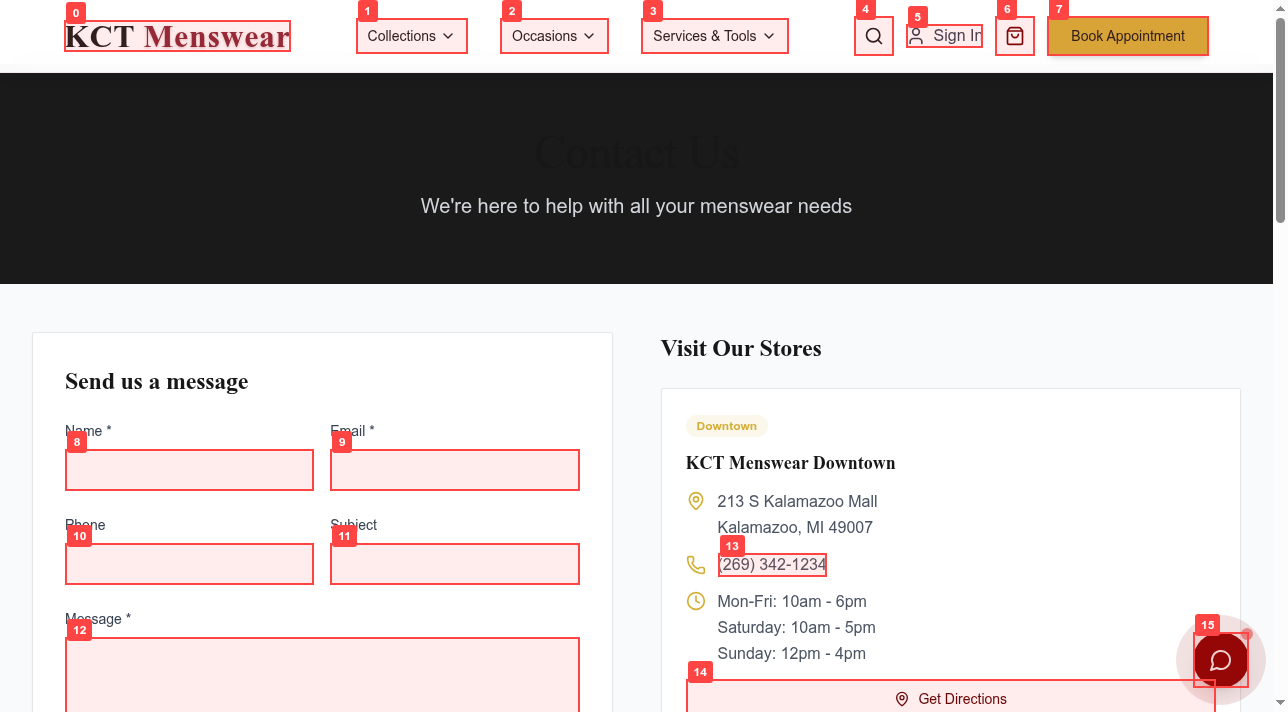 0
KCT Menswear
1
Collections
2
Occasions
3
Services & Tools
4
5
Sign In
6
7
Book Appointment
Contact Us
We're here to help with all your menswear needs
Send us a message
Name *
8
Email *
9
Phone
10
Subject
11
Message *
12
Visit Our Stores
Downtown
KCT Menswear Downtown
213 S Kalamazoo Mall
Kalamazoo, MI 49007
13
(269) 342-1234
Mon-Fri: 10am - 6pm
Saturday: 10am - 5pm
Sunday: 12pm - 4pm
14
Get Directions
15